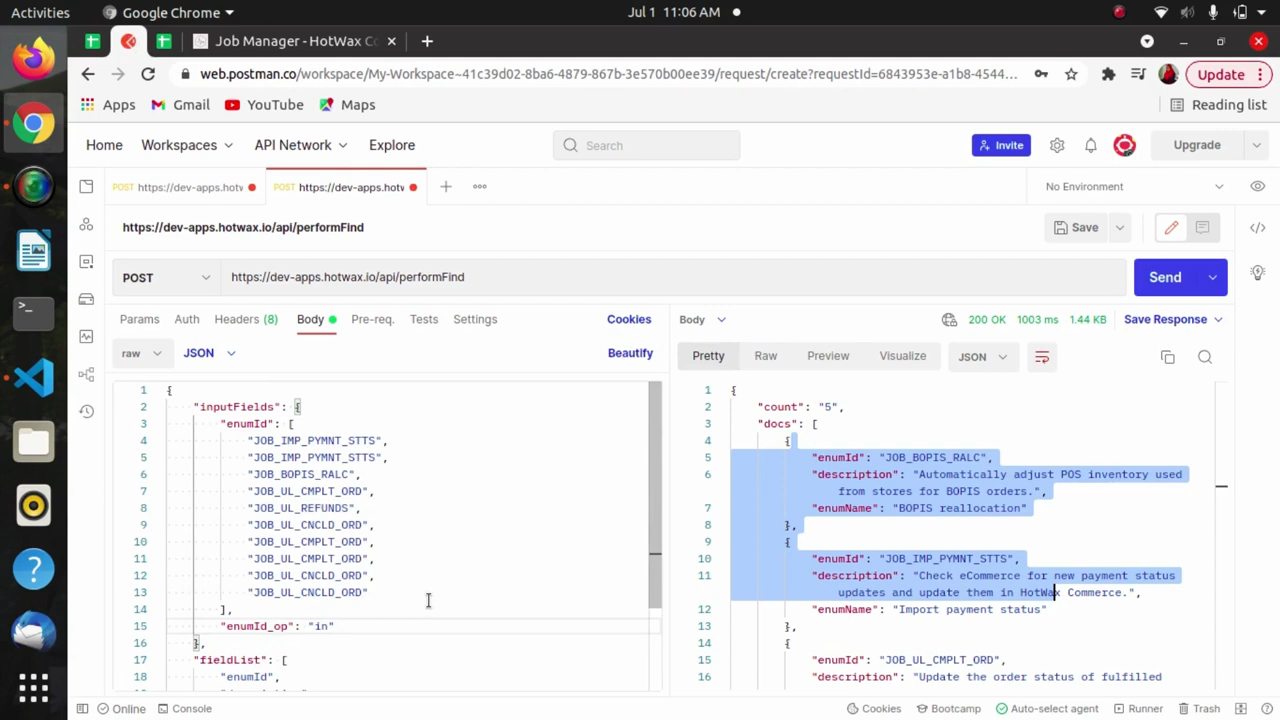 Activities
Google Chrome
Jul 1 11:06 AM
Job Manager - HotWax Co
web.postman.co/workspace/My-Workspace~41c39d02-8ba6-4879-867b-3e570b00ee39/request/create?requestId=6843953e-a1b8-4544...
Update
Apps
Gmail
YouTube
Maps
Reading list
Home
Workspaces
API Network
Explore
Search
Invite
Upgrade
POST https://dev-apps.hotw
POST https://dev-apps.hotw
No Environment
https://dev-apps.hotwax.io/api/performFind
Save
POST
https://dev-apps.hotwax.io/api/performFind
Send
Params
Auth
Headers (8)
Body
Pre-req.
Tests
Settings
Cookies
Body
200 OK
1003 ms
1.44 KB
Save Response
raw
JSON
Beautify
Pretty
Raw
Preview
Visualize
JSON
1 {
2 "inputFields": {
3 "enumId": [
4 "JOB_IMP_PYMNT_STTS",
5 "JOB_IMP_PYMNT_STTS",
6 "JOB_BOPIS_RALC",
7 "JOB_UL_CMPLT_ORD",
8 "JOB_UL_REFUNDS",
9 "JOB_UL_CNCLD_ORD",
10 "JOB_UL_CMPLT_ORD",
11 "JOB_UL_CMPLT_ORD",
12 "JOB_UL_CNCLD_ORD",
13 "JOB_UL_CNCLD_ORD"
14 ],
15 "enumId_op": "in"
16 },
17 "fieldList": [
18 "enumId",
1 {
2 "count": "5",
3 "docs": [
4 {
5 "enumId": "JOB_BOPIS_RALC",
6 "description": "Automatically adjust POS inventory used
from stores for BOPIS orders.",
7 "enumName": "BOPIS reallocation"
8 },
9 {
10 "enumId": "JOB_IMP_PYMNT_STTS",
11 "description": "Check eCommerce for new payment status
updates and update them in HotWax Commerce.",
12 "enumName": "Import payment status"
13 },
14 {
15 "enumId": "JOB_UL_CMPLT_ORD",
16 "description": "Update the order status of fulfilled
Online
Console
Cookies
Bootcamp
Auto-select agent
Runner
Trash